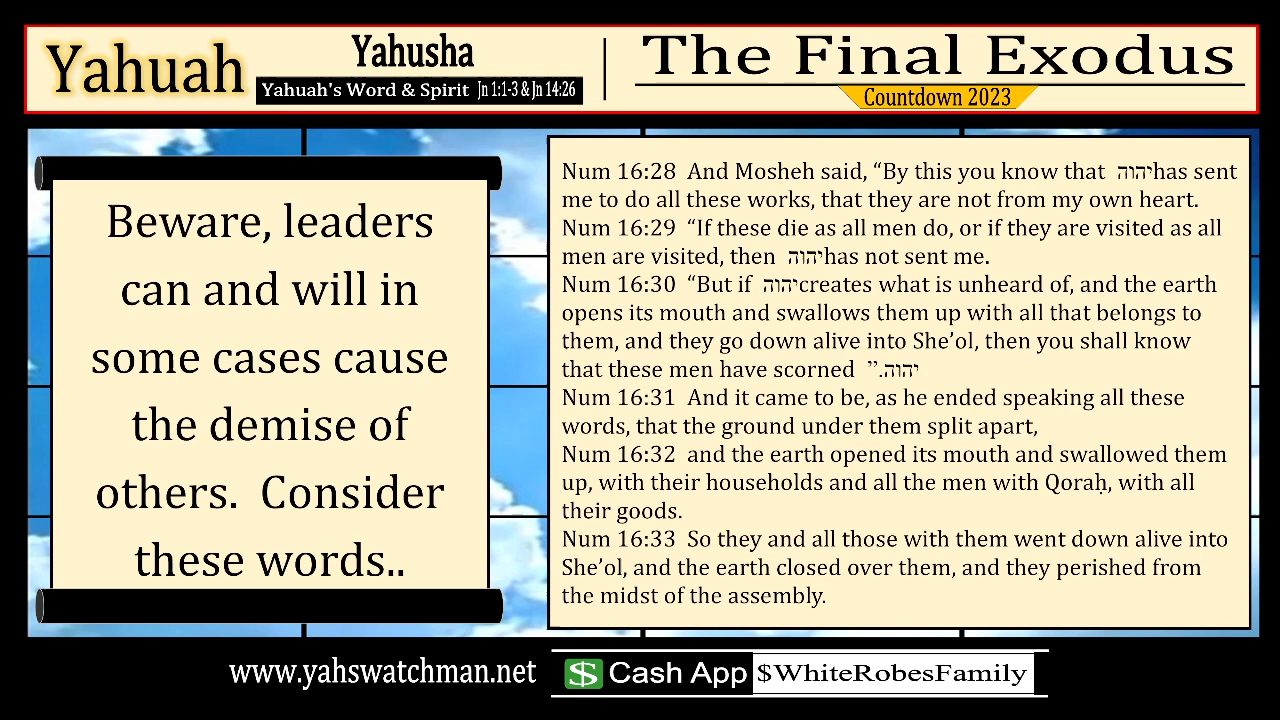 Yahuah
Yahusha
Yahuah's Word & Spirit Jn 1:1-3 & Jn 14:26
The Final Exodus
Countdown 2023
Beware, leaders
can and will in
some cases cause
the demise of
others. Consider
these words..
Num 16:28 And Mosheh said, “By this you know that יהוהhas sent
me to do all these works, that they are not from my own heart.
Num 16:29 “If these die as all men do, or if they are visited as all
men are visited, then יהוהhas not sent me.
Num 16:30 “But if יהוהcreates what is unheard of, and the earth
opens its mouth and swallows them up with all that belongs to
them, and they go down alive into She’ol, then you shall know
that these men have scorned יהוה.”
Num 16:31 And it came to be, as he ended speaking all these
words, that the ground under them split apart,
Num 16:32 and the earth opened its mouth and swallowed them
up, with their households and all the men with Qoraḥ, with all
their goods.
Num 16:33 So they and all those with them went down alive into
She’ol, and the earth closed over them, and they perished from
the midst of the assembly.
www.yahswatchman.net
$ Cash App $WhiteRobesFamily